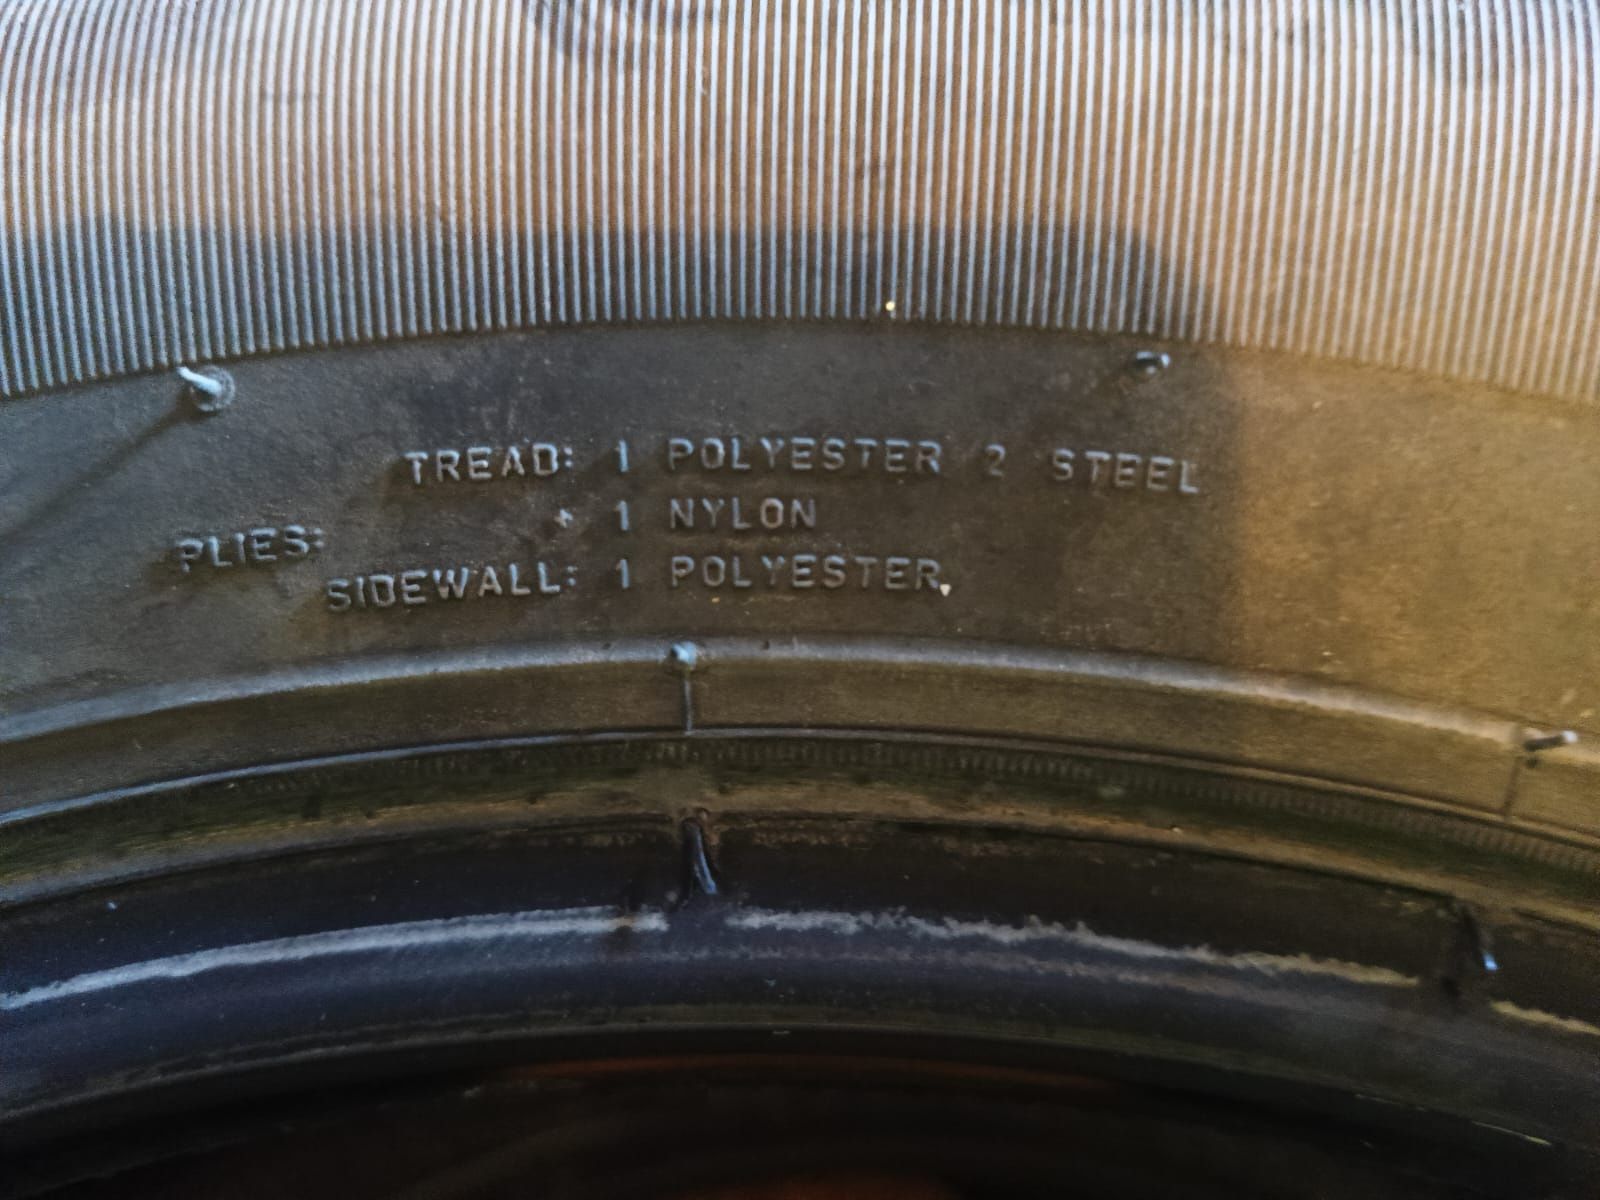 TREAD: 1 POLYESTER 2 STEEL
+ 1 NYLON
PLIES:
SIDEWALL: 1 POLYESTER